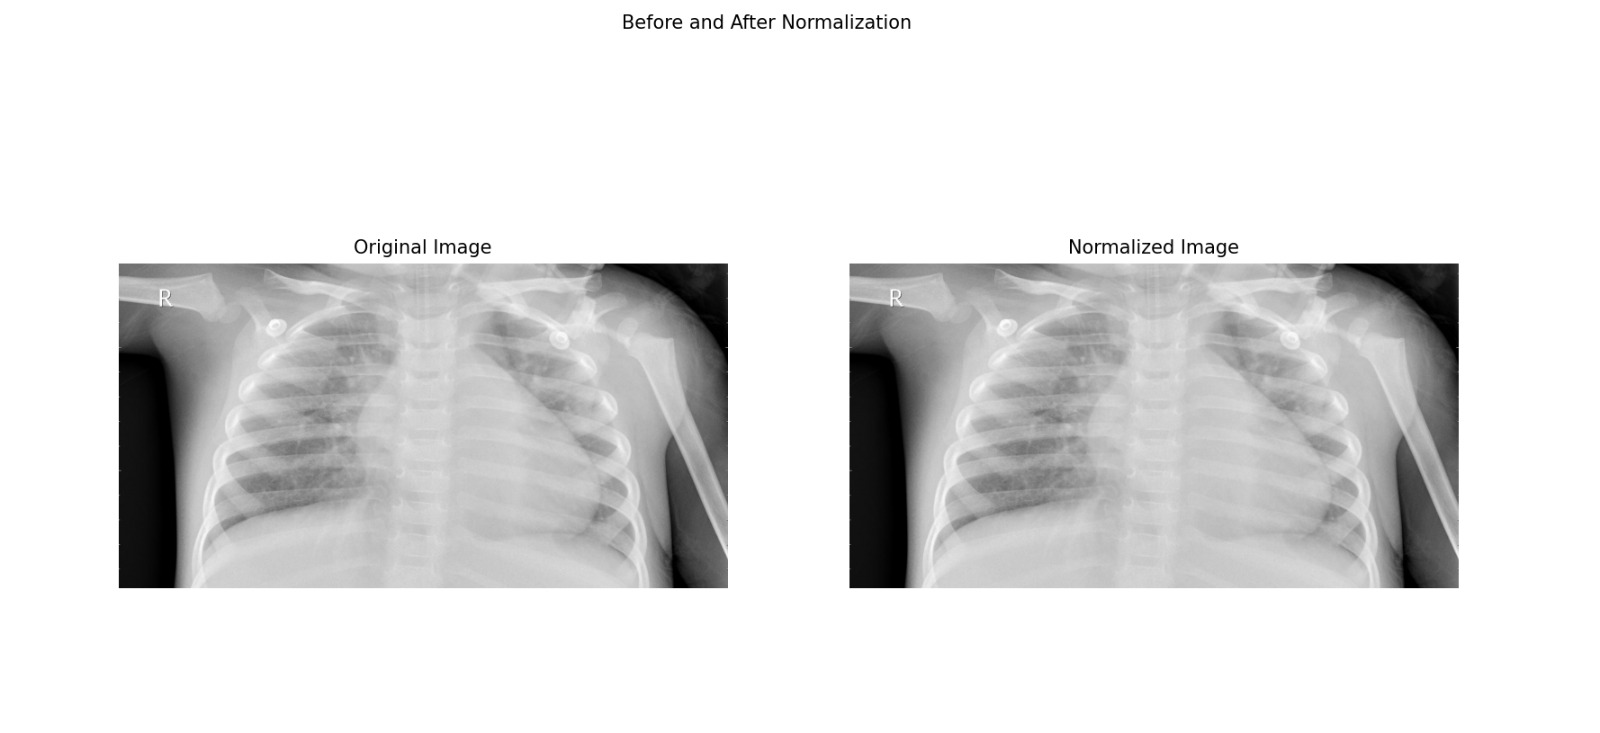 Before and After Normalization
Original Image
Normalized Image
R
R